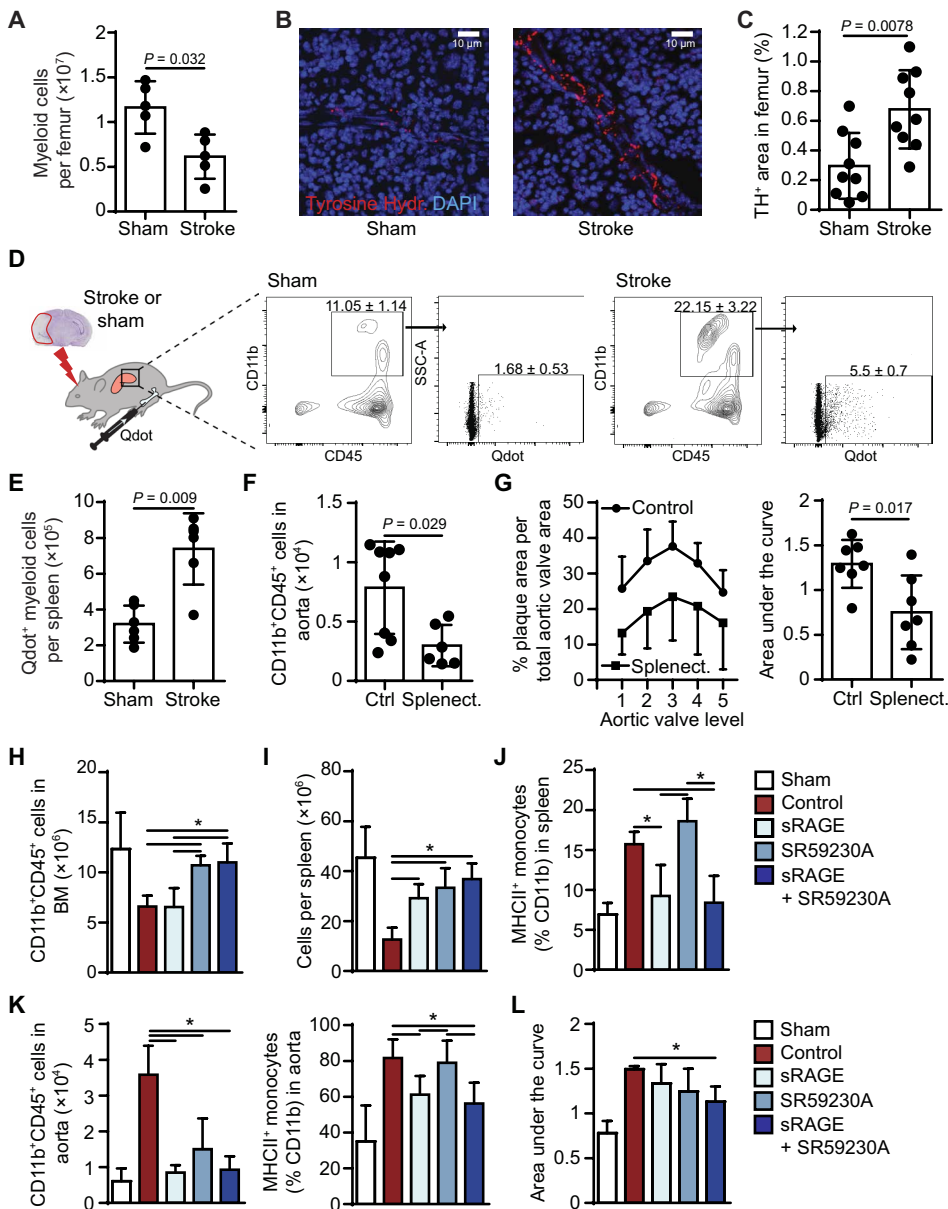 A
P = 0.032
Myeloid cells
per femur (×10⁷)
1.5
1
0.5
0
Sham
Stroke
B
10 µm
Tyrosine Hydr. DAPI
Sham
10 µm
Stroke
C
P = 0.0078
TH⁺ area in femur (%)
1.2
1.0
0.8
0.6
0.4
0.2
0
Sham
Stroke
D
Stroke or
sham
Qdot
Sham
11.05 ± 1.14
CD11b
CD45
SSC-A
1.68 ± 0.53
Qdot
Stroke
22.15 ± 3.22
CD11b
CD45
5.5 ± 0.7
Qdot
E
P = 0.009
Qdot⁺ myeloid cells
per spleen (×10⁵)
10
8
6
4
2
0
Sham
Stroke
F
P = 0.029
CD11b⁺CD45⁺ cells in
aorta (×10⁴)
1.5
1
0.5
0
Ctrl
Splenect.
G
% plaque area per
total aortic valve area
50
40
30
20
10
0
Control
Splenect.
1 2 3 4 5
Aortic valve level
P = 0.017
Area under the curve
2
1.5
1
0.5
0
Ctrl
Splenect.
H
CD11b⁺CD45⁺ cells in
BM (×10⁶)
20
15
10
5
0
*
I
Cells per spleen (×10⁶)
60
40
20
0
*
J
MHCII⁺ monocytes
(% CD11b) in spleen
25
20
15
10
5
0
*
*
Sham
Control
sRAGE
SR59230A
sRAGE
+ SR59230A
K
CD11b⁺CD45⁺ cells in
aorta (×10⁴)
5
4
3
2
1
0
*
MHCII⁺ monocytes
(% CD11b) in aorta
100
80
60
40
20
0
*
L
Area under the curve
2
1.5
1
0.5
0
*
Sham
Control
sRAGE
SR59230A
sRAGE
+ SR59230A